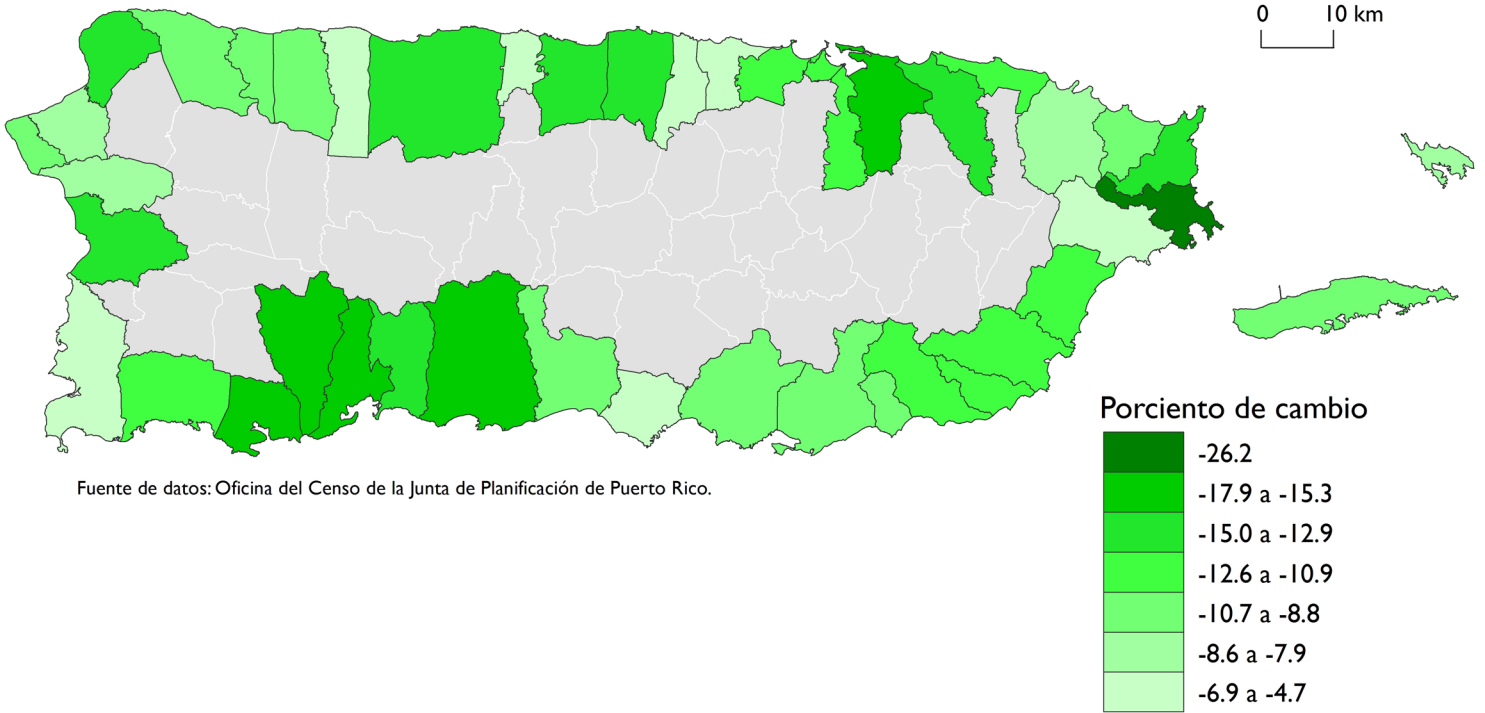 0 10 km
Porciento de cambio
-26.2
-17.9 a -15.3
Fuente de datos: Oficina del Censo de la Junta de Planificación de Puerto Rico.
-15.0 a -12.9
-12.6 a -10.9
-10.7 a -8.8
-8.6 a -7.9
-6.9 a -4.7